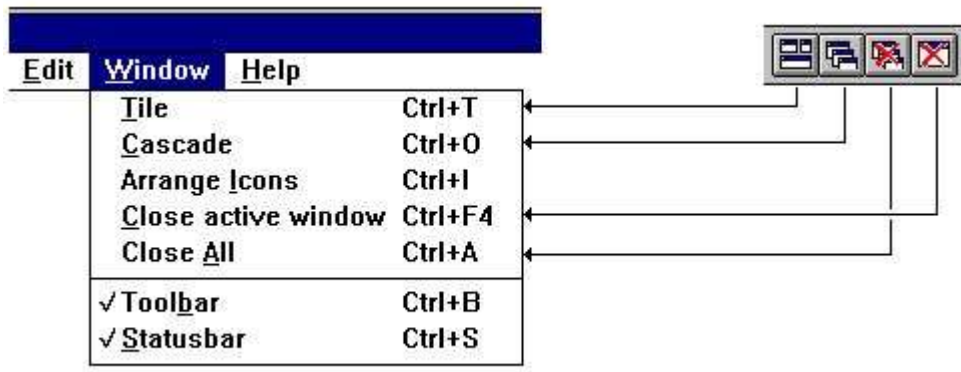 Edit Window Help
Tile Ctrl+T
Cascade Ctrl+O
Arrange Icons Ctrl+I
Close active window Ctrl+F4
Close All Ctrl+A
√ Toolbar Ctrl+B
√ Statusbar Ctrl+S